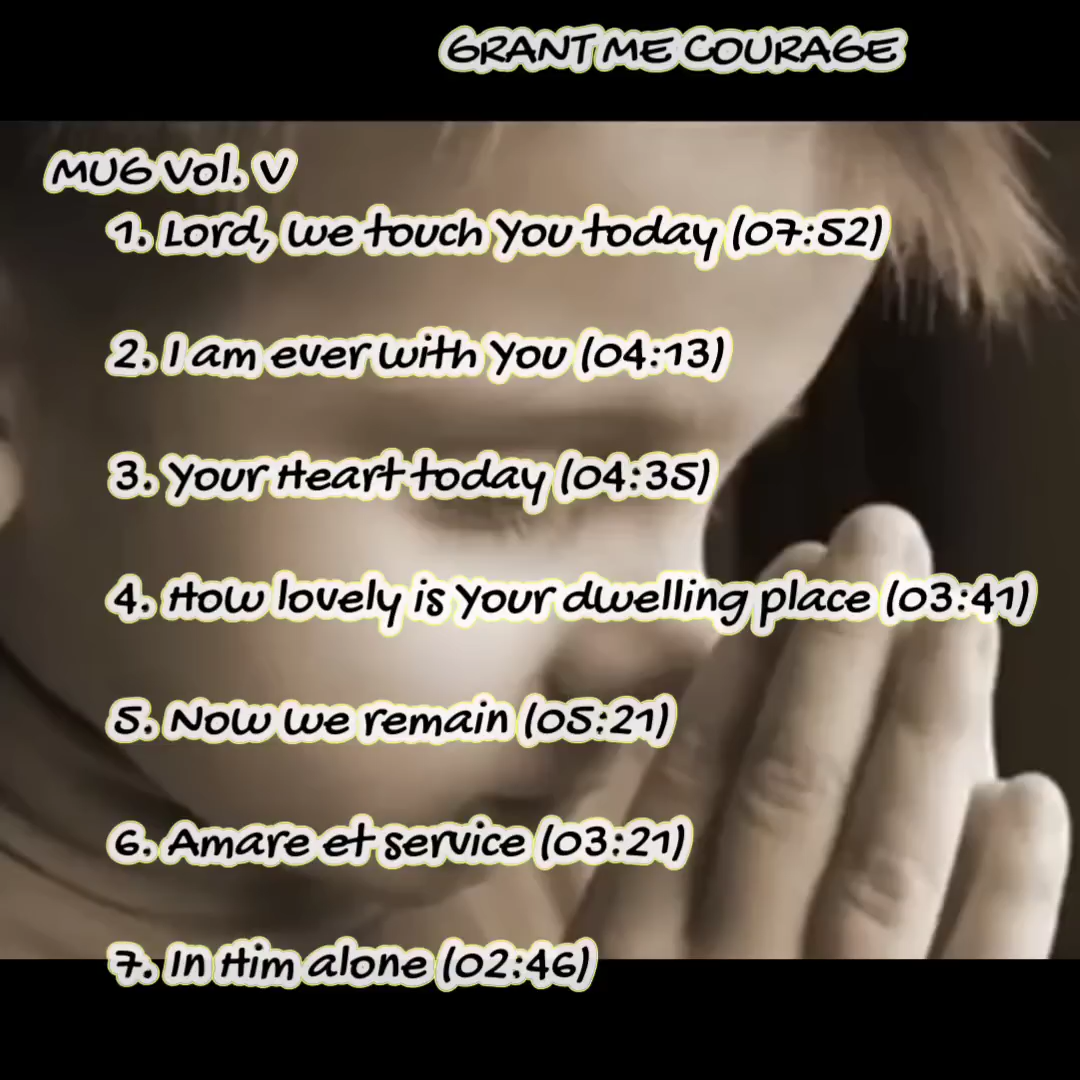 GRANT ME COURAGE
MUG Vol. V
1. Lord, we touch You today (07:52)
2. I am ever with You (04:13)
3. Your Heart today (04:35)
4. How lovely is Your dwelling place (03:41)
5. Now we remain (05:21)
6. Amare et service (03:21)
7. In Him alone (02:46)